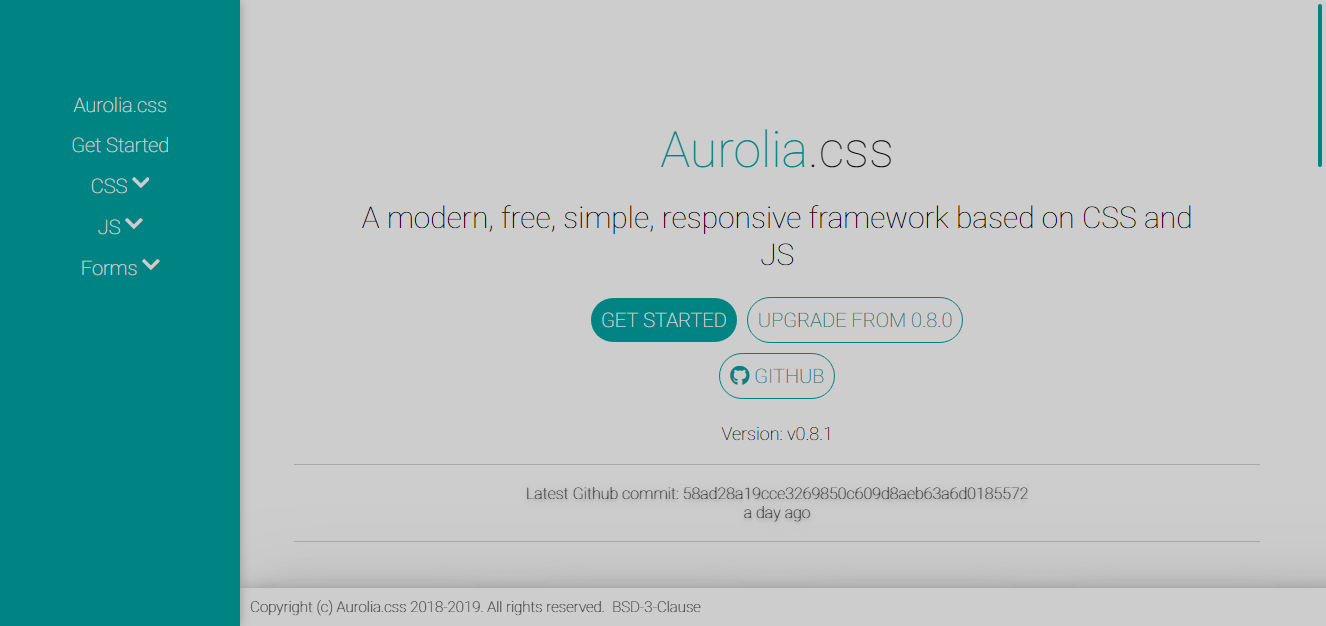 Aurolia.css
Get Started
CSS
JS
Forms
Aurolia.css
A modern, free, simple, responsive framework based on CSS and
JS
GET STARTED
UPGRADE FROM 0.8.0
GITHUB
Version: v0.8.1
Latest Github commit: 58ad28a19cce3269850c609d8aeb63a6d0185572
a day ago
Copyright (c) Aurolia.css 2018-2019. All rights reserved. BSD-3-Clause